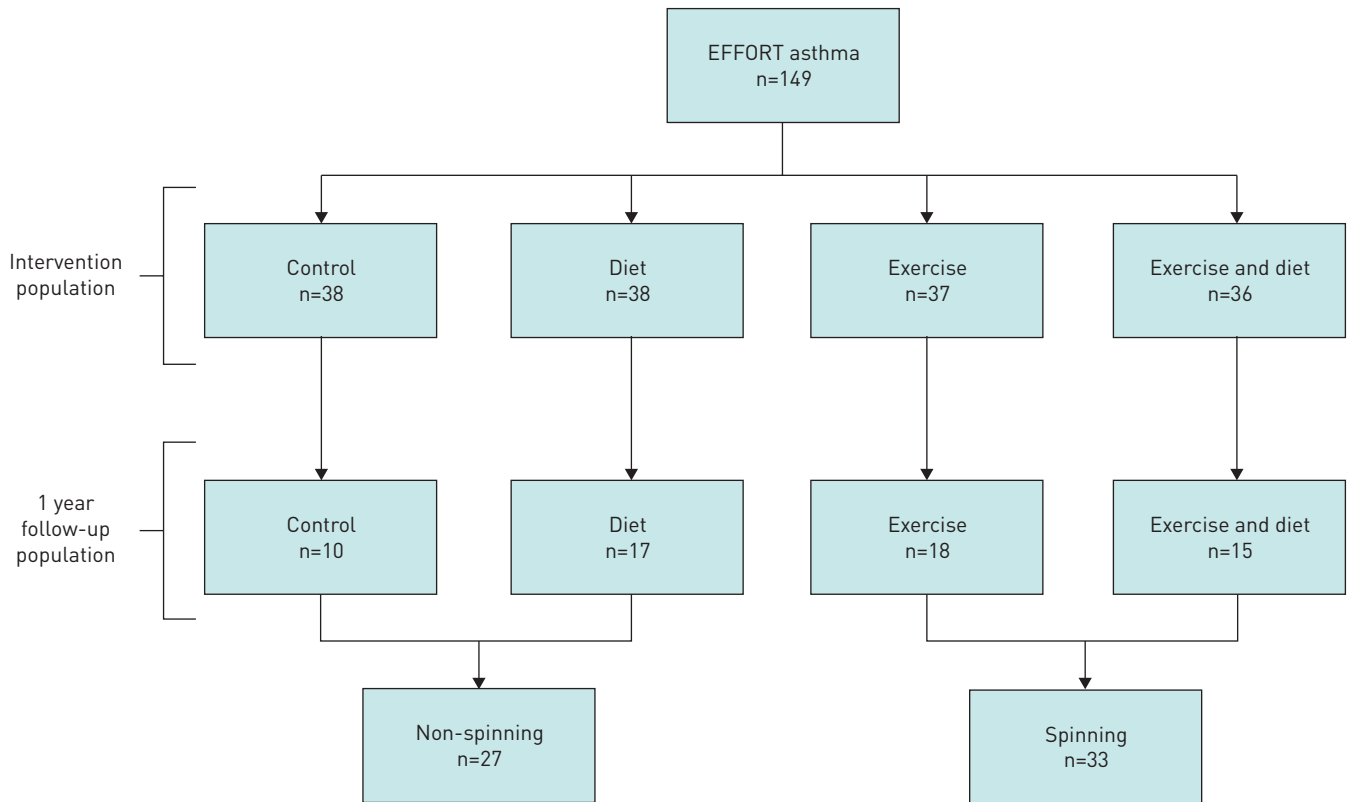 EFFORT asthma
n=149
Intervention
population
Control
n=38
Diet
n=38
Exercise
n=37
Exercise and diet
n=36
1 year
follow-up
population
Control
n=10
Diet
n=17
Exercise
n=18
Exercise and diet
n=15
Non-spinning
n=27
Spinning
n=33